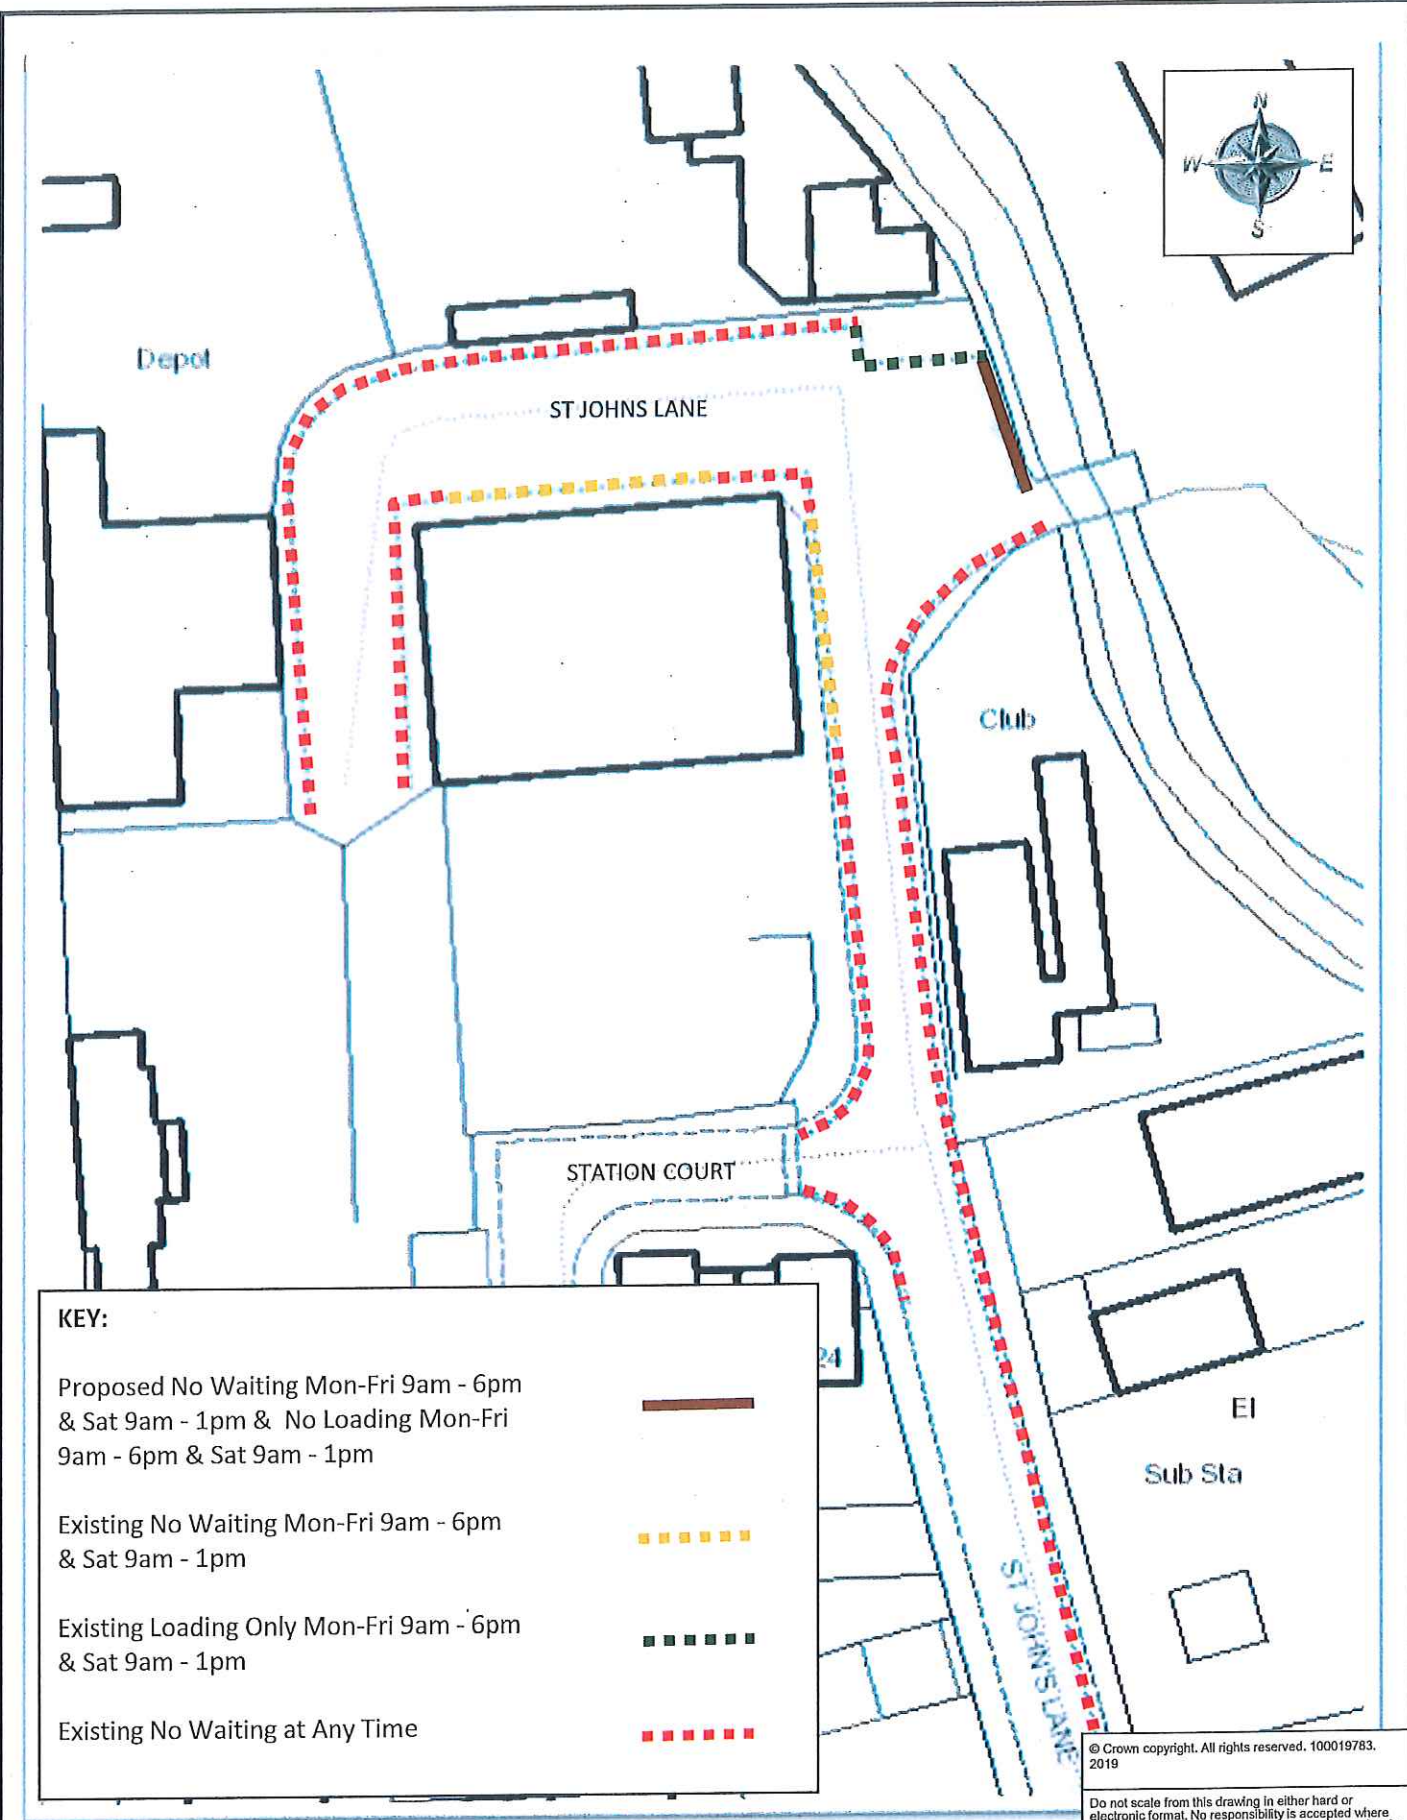 N
W E
S
Depot
ST JOHNS LANE
Club
STATION COURT
KEY:
Proposed No Waiting Mon-Fri 9am - 6pm
& Sat 9am - 1pm & No Loading Mon-Fri
9am - 6pm & Sat 9am - 1pm
Existing No Waiting Mon-Fri 9am - 6pm
& Sat 9am - 1pm
Existing Loading Only Mon-Fri 9am - 6pm
& Sat 9am - 1pm
Existing No Waiting at Any Time
24
El
Sub Sta
ST JOHN'S LANE
© Crown copyright. All rights reserved. 100019783.
2019
Do not scale from this drawing in either hard or
electronic format. No responsibility is accepted where